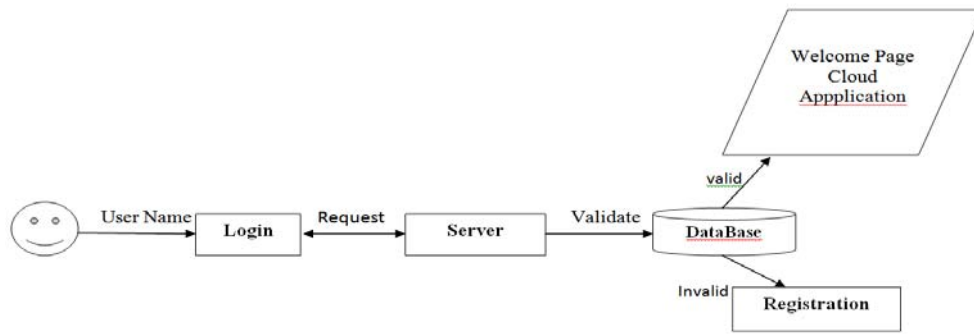 Welcome Page
Cloud
Appplication
valid
User Name
Login
Request
Server
Validate
DataBase
Invalid
Registration